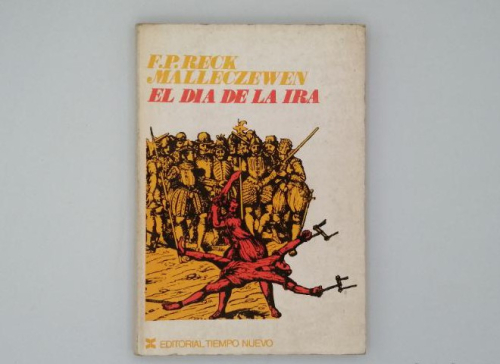 F.P. RECK
MALLECZEWEN
EL DIA DE LA IRA
EDITORIAL TIEMPO NUEVO